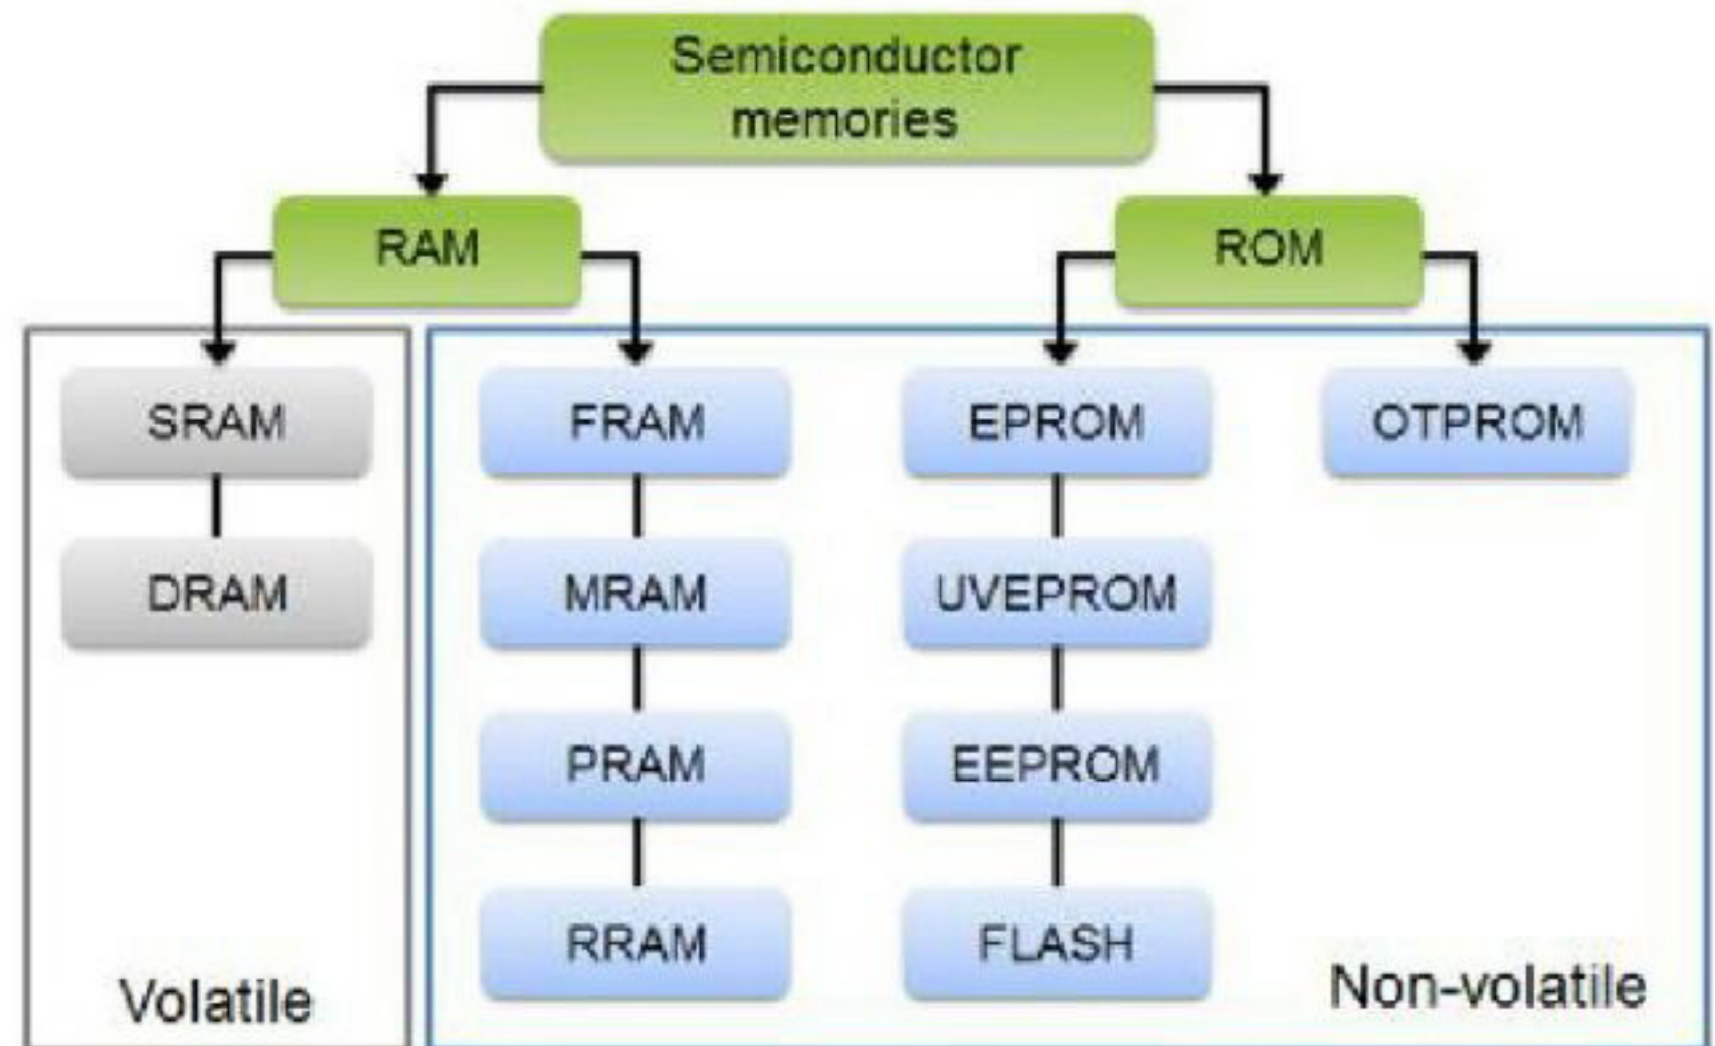 Semiconductor
memories
RAM
ROM
SRAM
FRAM
EPROM
OTPROM
DRAM
MRAM
UVEPROM
PRAM
EEPROM
RRAM
FLASH
Volatile
Non-volatile